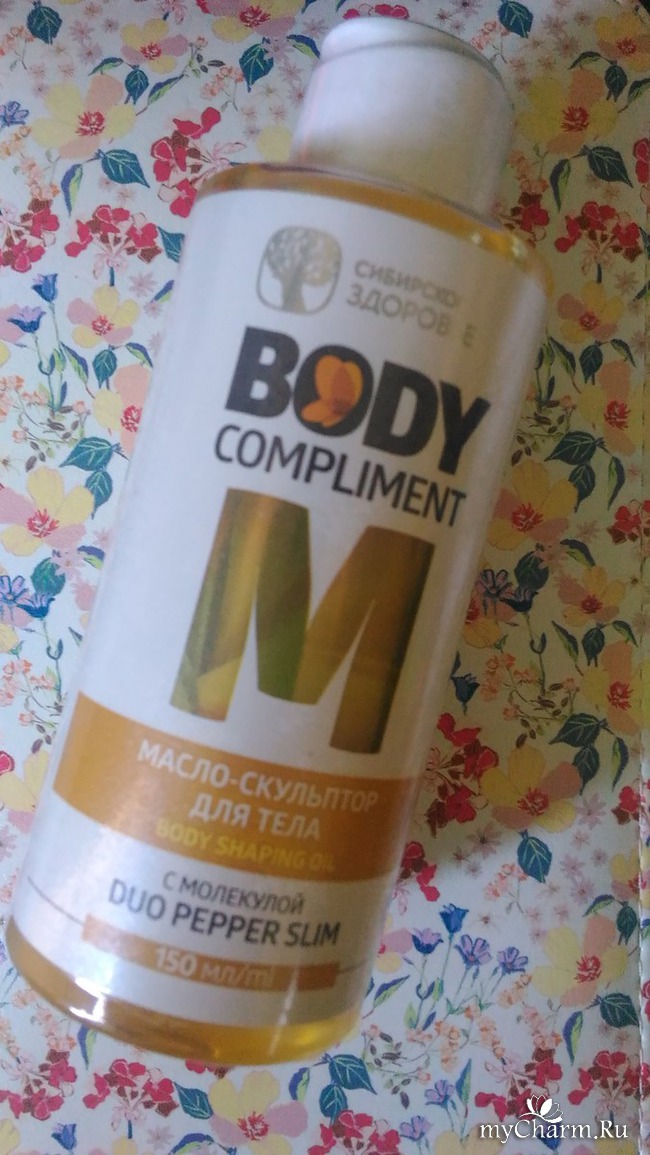 СИБИРСКОЕ
ЗДОРОВ Е
BODY
COMPLIMENT
M
МАСЛО-СКУЛЬПТОР
ДЛЯ ТЕЛА
BODY SHAPING OIL
С МОЛЕКУЛОЙ
DUO PEPPER SLIM
150 мл/ml
myCharm.Ru